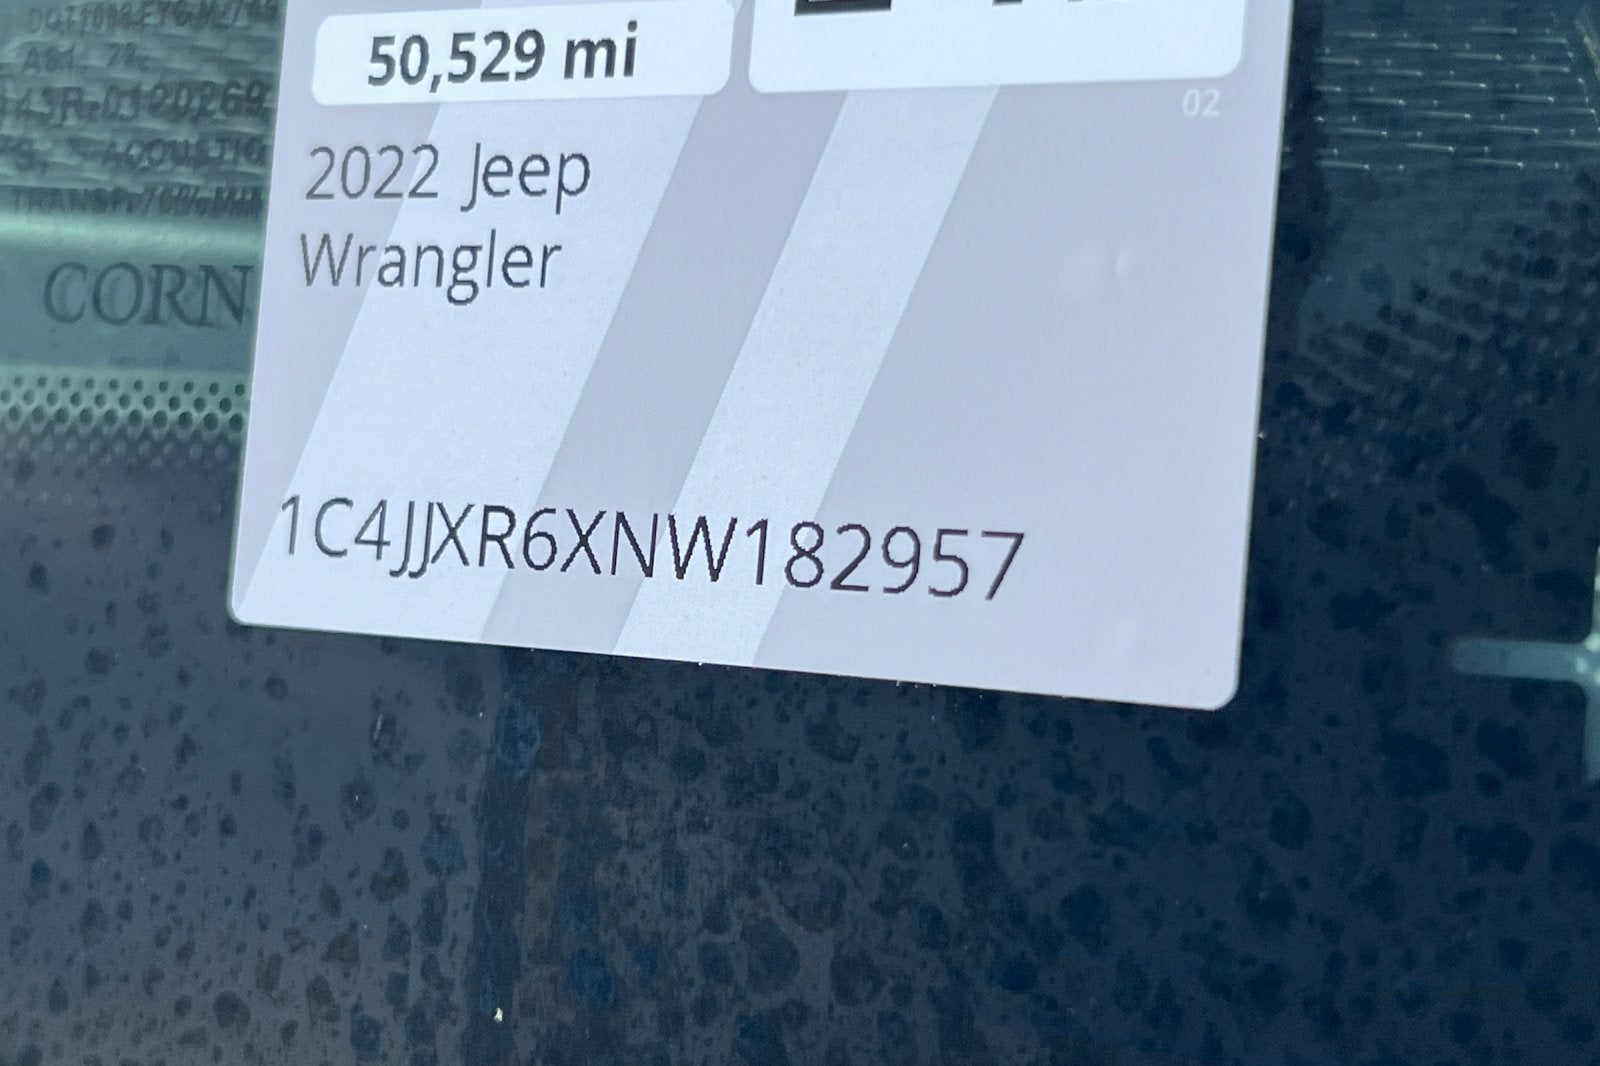 50,529 mi
02
2022 Jeep
Wrangler
CORN
1C4JJXR6XNW182957